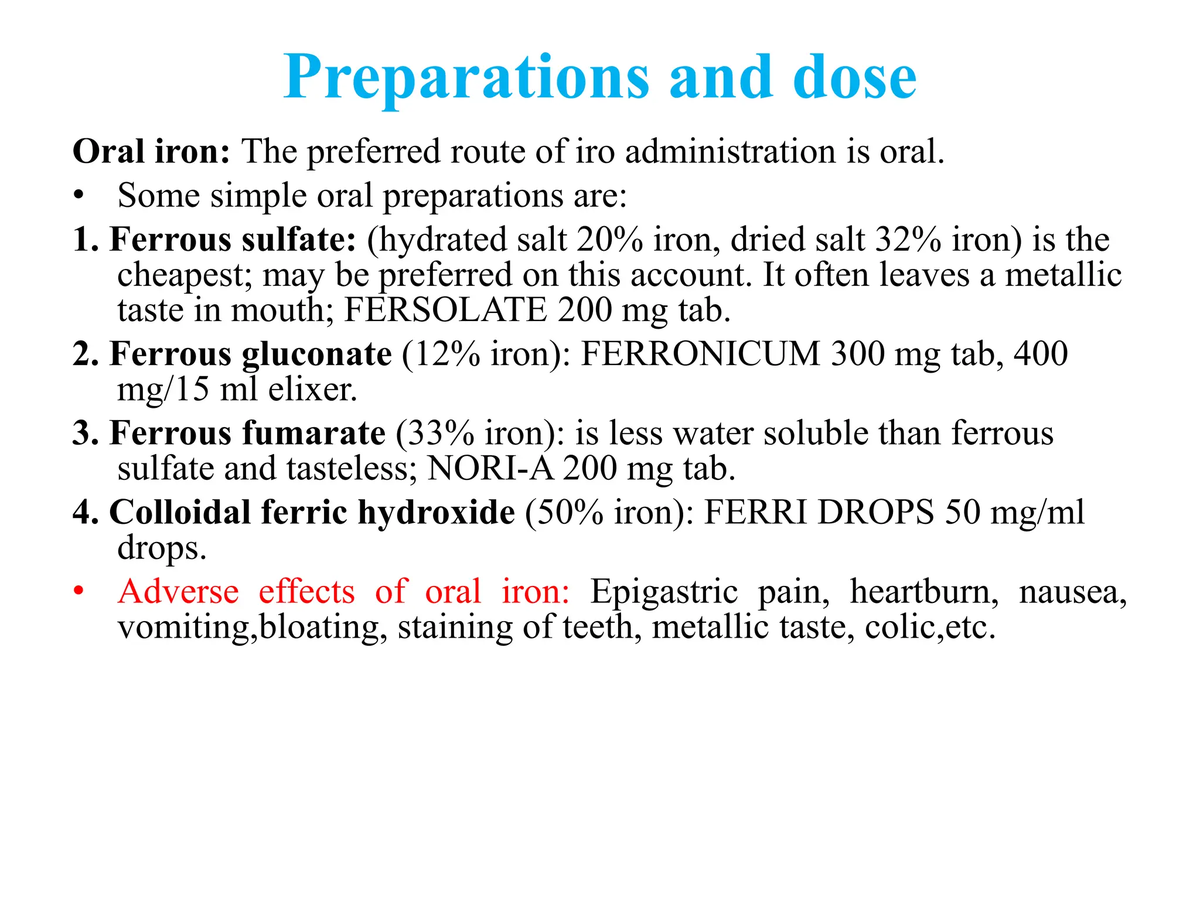 Preparations and dose
Oral iron: The preferred route of iro administration is oral.
• Some simple oral preparations are:
1. Ferrous sulfate: (hydrated salt 20% iron, dried salt 32% iron) is the
cheapest; may be preferred on this account. It often leaves a metallic
taste in mouth; FERSOLATE 200 mg tab.
2. Ferrous gluconate (12% iron): FERRONICUM 300 mg tab, 400
mg/15 ml elixer.
3. Ferrous fumarate (33% iron): is less water soluble than ferrous
sulfate and tasteless; NORI-A 200 mg tab.
4. Colloidal ferric hydroxide (50% iron): FERRI DROPS 50 mg/ml
drops.
• Adverse effects of oral iron: Epigastric pain, heartburn, nausea,
vomiting,bloating, staining of teeth, metallic taste, colic,etc.